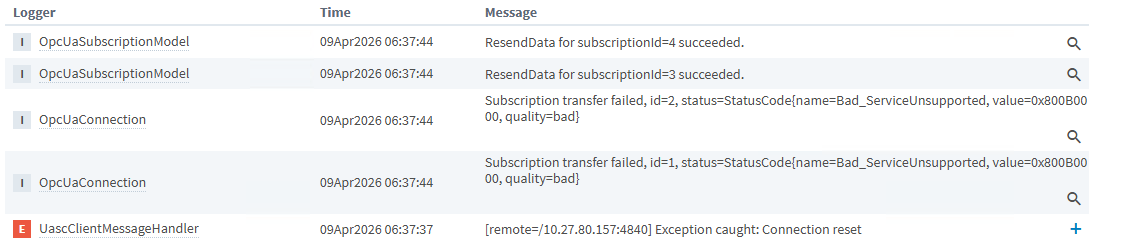 Logger Time Message
I OpcUaSubscriptionModel 09Apr2026 06:37:44 ResendData for subscriptionId=4 succeeded.
I OpcUaSubscriptionModel 09Apr2026 06:37:44 ResendData for subscriptionId=3 succeeded.
I OpcUaConnection 09Apr2026 06:37:44 Subscription transfer failed, id=2, status=StatusCode{name=Bad_ServiceUnsupported, value=0x800B00
00, quality=bad}
I OpcUaConnection 09Apr2026 06:37:44 Subscription transfer failed, id=1, status=StatusCode{name=Bad_ServiceUnsupported, value=0x800B00
00, quality=bad}
E UascClientMessageHandler 09Apr2026 06:37:37 [remote=/10.27.80.157:4840] Exception caught: Connection reset +